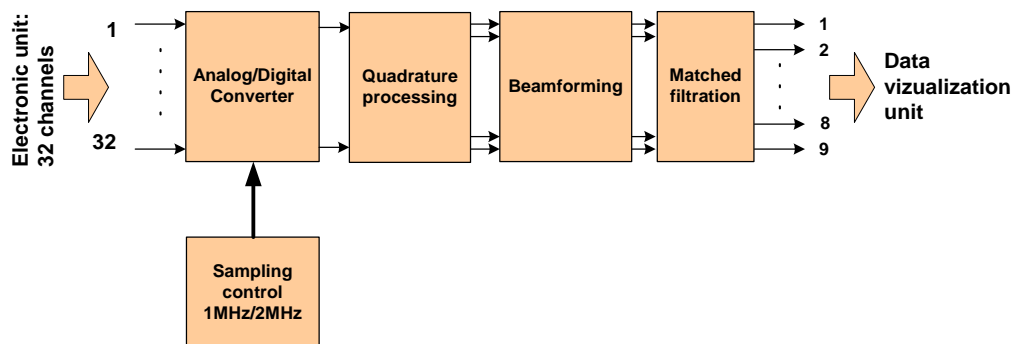 Electronic unit:
32 channels
1
32
Analog/Digital
Converter
Quadrature
processing
Beamforming
Matched
filtration
1
2
8
9
Data
vizualization
unit
Sampling
control
1MHz/2MHz